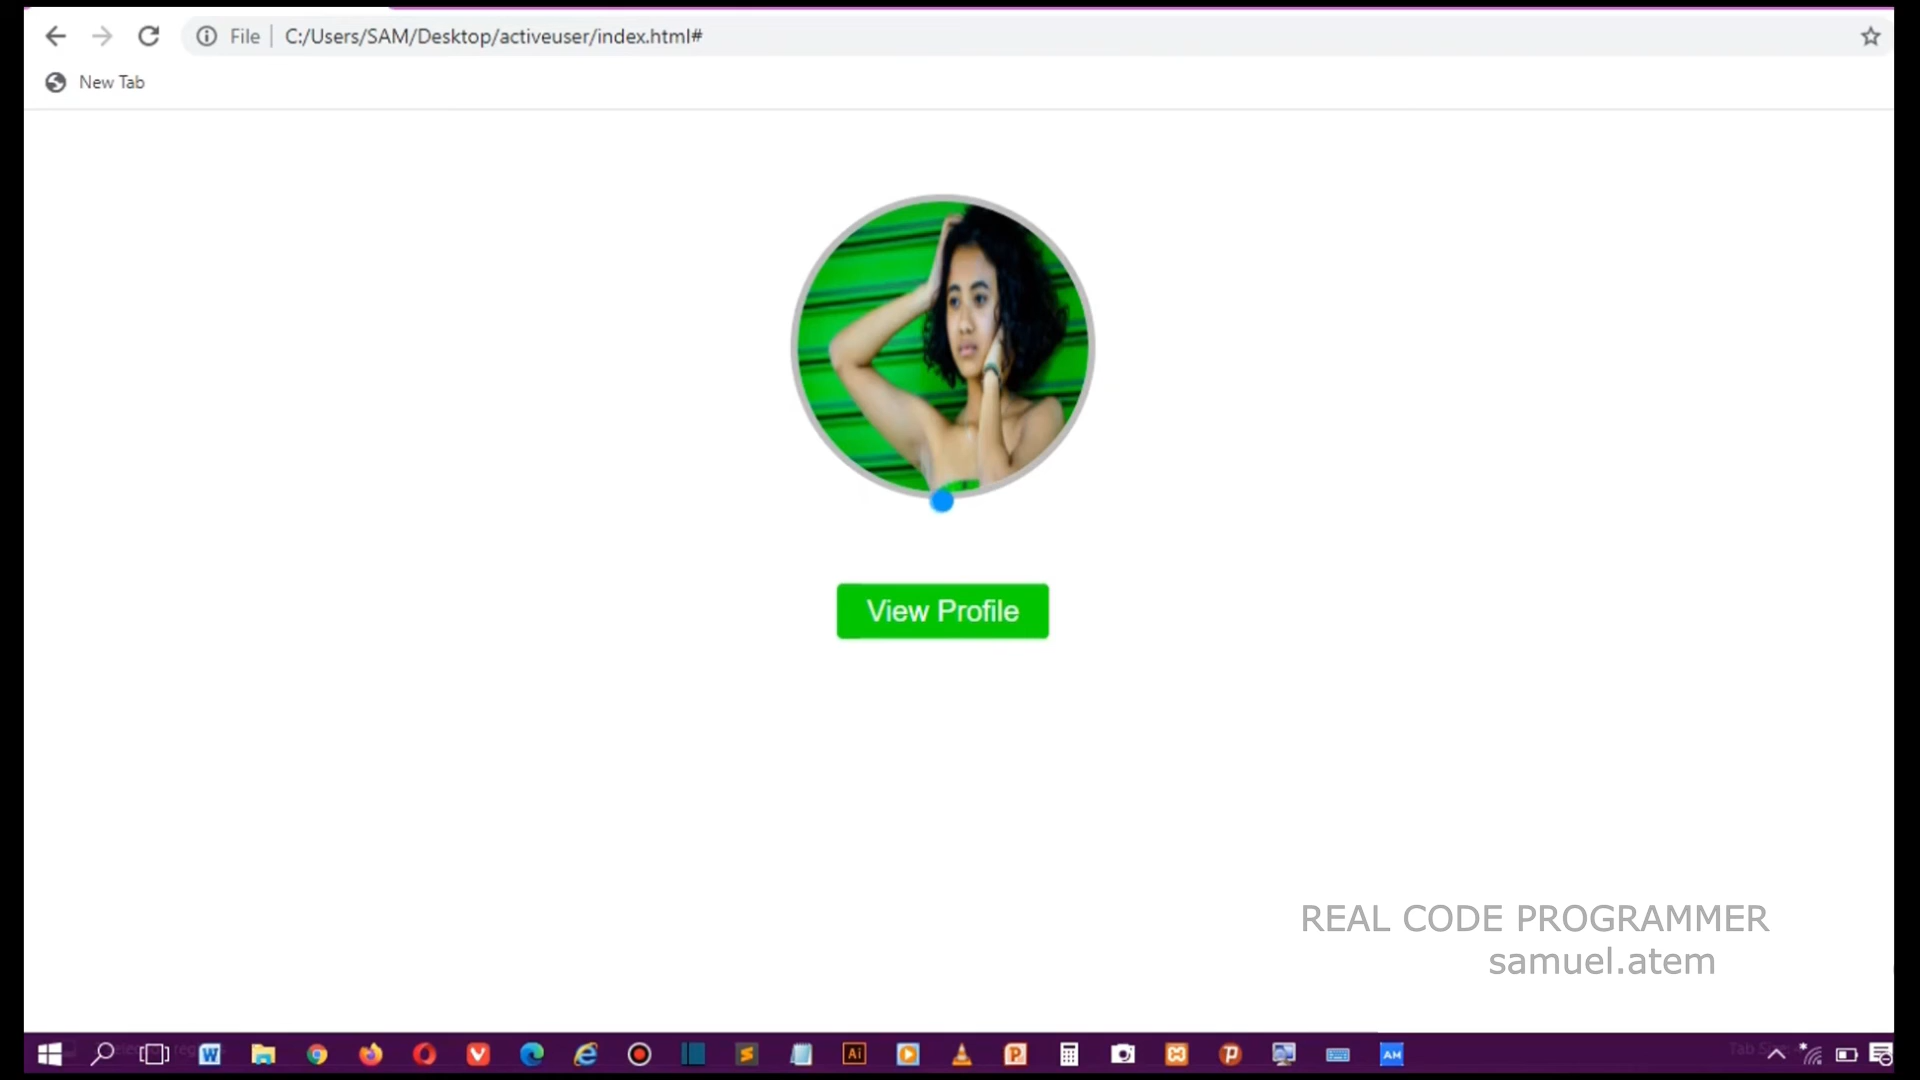 File C:/Users/SAM/Desktop/activeuser/index.html#
New Tab
View Profile
REAL CODE PROGRAMMER
samuel.atem